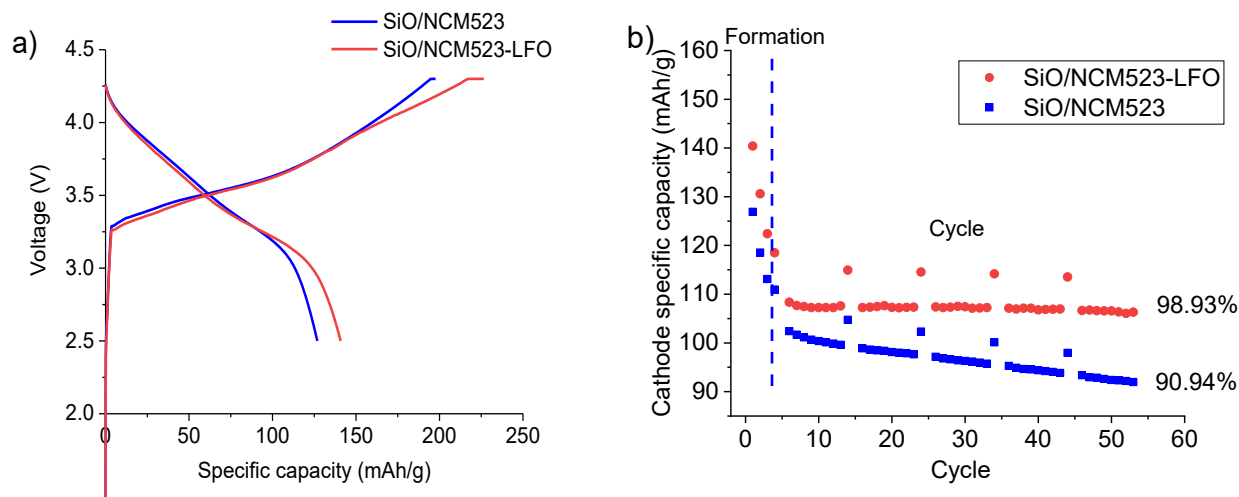 a)
SiO/NCM523
SiO/NCM523-LFO
4.5
4.0
3.5
3.0
2.5
2.0
Voltage (V)
0 50 100 150 200 250
Specific capacity (mAh/g)
b)
Formation
160
150
140
130
120
110
100
90
Cathode specific capacity (mAh/g)
SiO/NCM523-LFO
SiO/NCM523
Cycle
98.93%
90.94%
0 10 20 30 40 50 60
Cycle